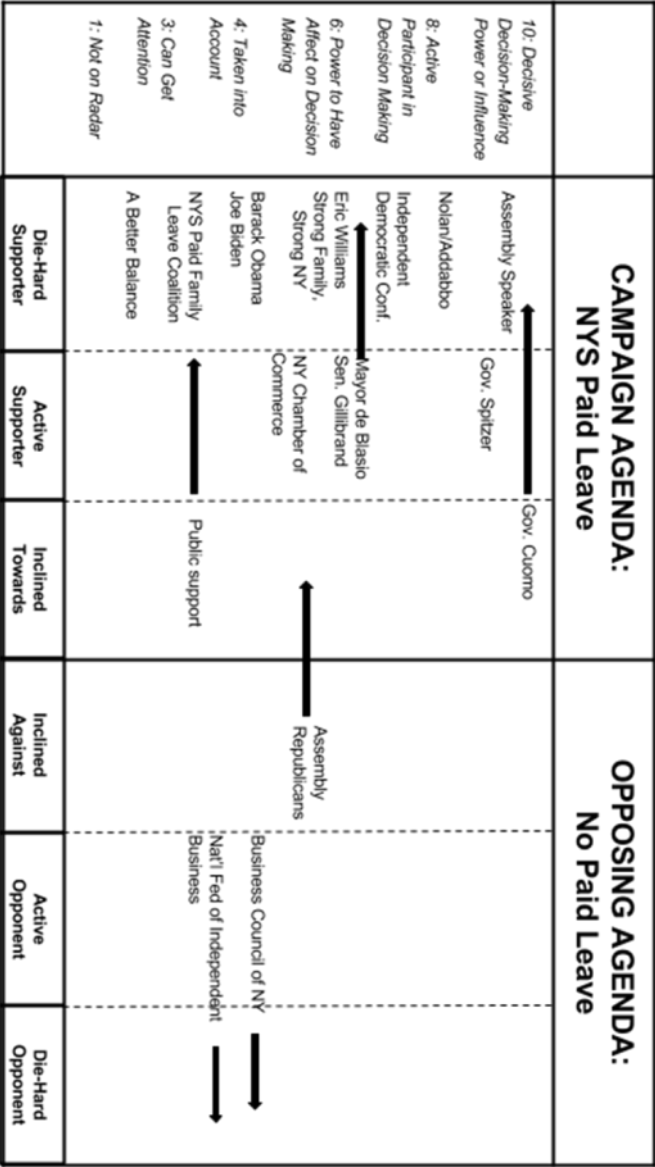 CAMPAIGN AGENDA:
NYS Paid Leave
OPPOSING AGENDA:
No Paid Leave
10: Decisive
Decision-Making
Power or Influence
8: Active
Participant in
Decision Making
6: Power to Have
Affect on Decision
Making
4: Taken into
Account
3: Can Get
Attention
1: Not on Radar
Assembly Speaker
Nolan/Addabbo
Independent
Democratic Conf.
Eric Williams
Strong Family,
Strong NY
Barack Obama
Joe Biden
NYS Paid Family
Leave Coalition
A Better Balance
Gov. Spitzer
Mayor de Blasio
Sen. Gillibrand
NY Chamber of
Commerce
Gov. Cuomo
Public support
Assembly
Republicans
Business Council of NY
Nat'l Fed of Independent
Business
Die-Hard
Supporter
Active
Supporter
Inclined
Towards
Inclined
Against
Active
Opponent
Die-Hard
Opponent